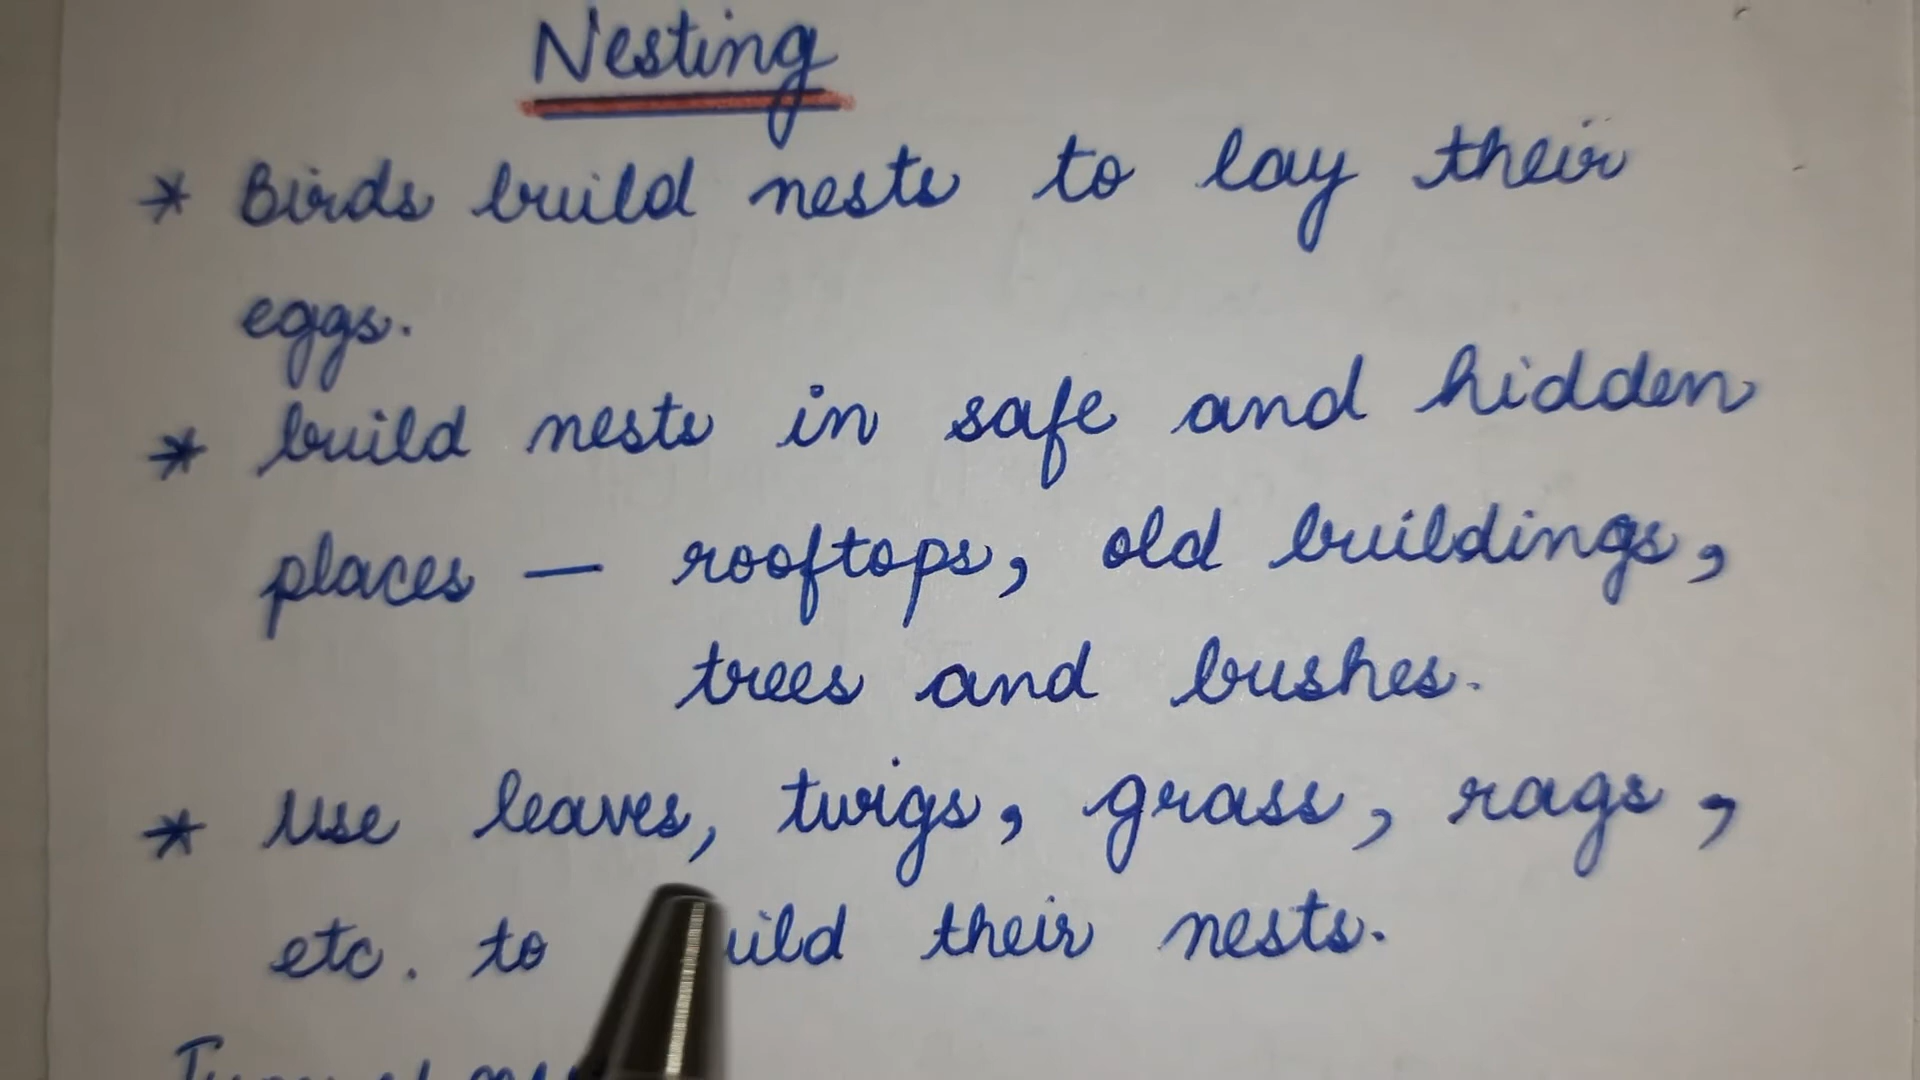 Nesting
* Birds build nests to lay their
eggs.
* build nests in safe and hidden
places — rooftops, old buildings,
trees and bushes.
* Use leaves, twigs, grass, rags,
etc. to uild their nests.